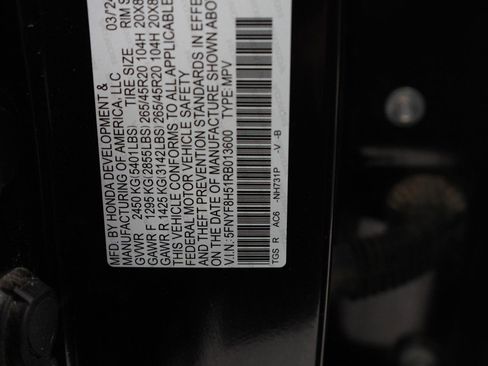 MFD. BY HONDA DEVELOPMENT & 03/24
MANUFACTURING OF AMERICA, LLC
TIRE SIZE RIM S
GVWR 2450 KG(5401LBS)
GAWR F 1295 KG(2855LBS) 265/45R20 104H 20X8
GAWR R 1425 KG(3142LBS) 265/45R20 104H 20X8
THIS VEHICLE CONFORMS TO ALL APPLICABLE
FEDERAL MOTOR VEHICLE SAFETY
AND THEFT PREVENTION STANDARDS IN EFFE
ON THE DATE OF MANUFACTURE SHOWN ABOV
V.I.N.: 5FNYF8H51RB013600 TYPE: MPV
TGS R AC6 -NH731P -V -B